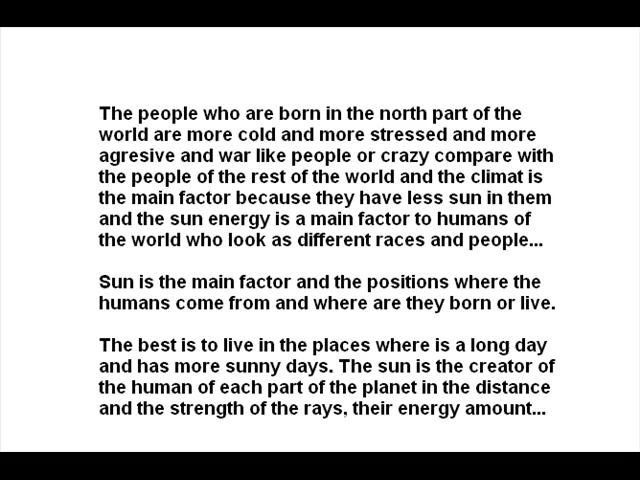 The people who are born in the north part of the
world are more cold and more stressed and more
agresive and war like people or crazy compare with
the people of the rest of the world and the climat is
the main factor because they have less sun in them
and the sun energy is a main factor to humans of
the world who look as different races and people...
Sun is the main factor and the positions where the
humans come from and where are they born or live.
The best is to live in the places where is a long day
and has more sunny days. The sun is the creator of
the human of each part of the planet in the distance
and the strength of the rays, their energy amount...